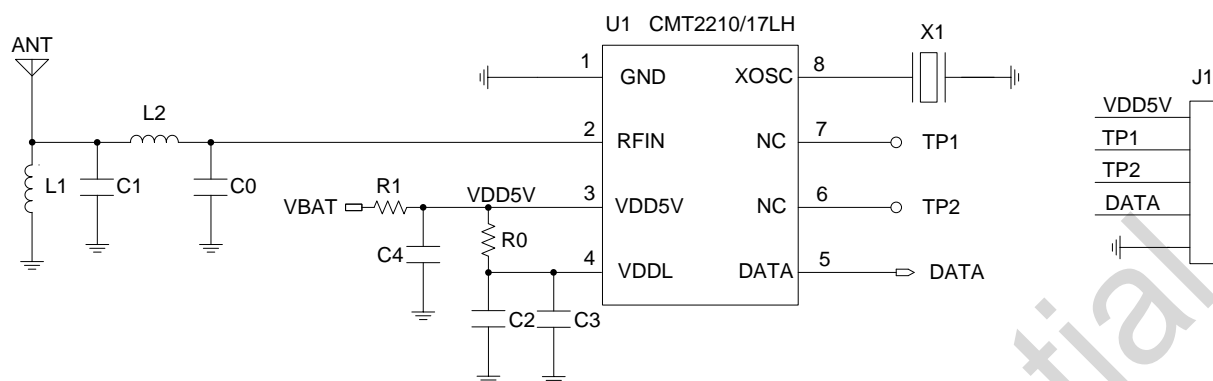 U1 CMT2210/17LH
X1
ANT
J1
1 GND XOSC 8
VDD5V
L2
2 RFIN NC 7 TP1
TP1
L1 C1 C0
R1
VBAT
VDD5V
3 VDD5V NC 6 TP2
TP2
DATA
R0
C4
4 VDDL DATA 5 DATA
C2 C3
tial